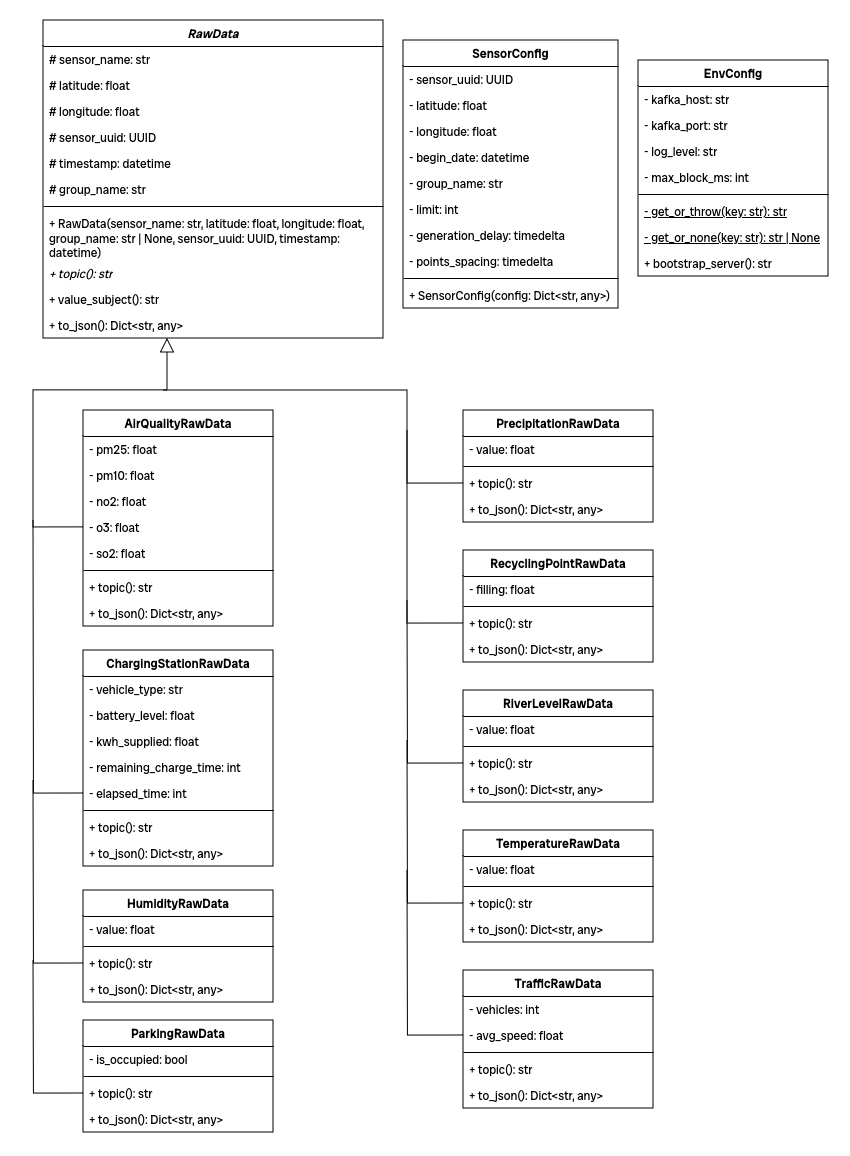 RawData
# sensor_name: str
# latitude: float
# longitude: float
# sensor_uuid: UUID
# timestamp: datetime
# group_name: str
+ RawData(sensor_name: str, latitude: float, longitude: float,
group_name: str | None, sensor_uuid: UUID, timestamp:
datetime)
+ topic(): str
+ value_subject(): str
+ to_json(): Dict<str, any>
SensorConfig
- sensor_uuid: UUID
- latitude: float
- longitude: float
- begin_date: datetime
- group_name: str
- limit: int
- generation_delay: timedelta
- points_spacing: timedelta
+ SensorConfig(config: Dict<str, any>)
EnvConfig
- kafka_host: str
- kafka_port: str
- log_level: str
- max_block_ms: int
- get_or_throw(key: str): str
- get_or_none(key: str): str | None
+ bootstrap_server(): str
AirQualityRawData
- pm25: float
- pm10: float
- no2: float
- o3: float
- so2: float
+ topic(): str
+ to_json(): Dict<str, any>
ChargingStationRawData
- vehicle_type: str
- battery_level: float
- kwh_supplied: float
- remaining_charge_time: int
- elapsed_time: int
+ topic(): str
+ to_json(): Dict<str, any>
HumidityRawData
- value: float
+ topic(): str
+ to_json(): Dict<str, any>
ParkingRawData
- is_occupied: bool
+ topic(): str
+ to_json(): Dict<str, any>
PrecipitationRawData
- value: float
+ topic(): str
+ to_json(): Dict<str, any>
RecyclingPointRawData
- filling: float
+ topic(): str
+ to_json(): Dict<str, any>
RiverLevelRawData
- value: float
+ topic(): str
+ to_json(): Dict<str, any>
TemperatureRawData
- value: float
+ topic(): str
+ to_json(): Dict<str, any>
TrafficRawData
- vehicles: int
- avg_speed: float
+ topic(): str
+ to_json(): Dict<str, any>